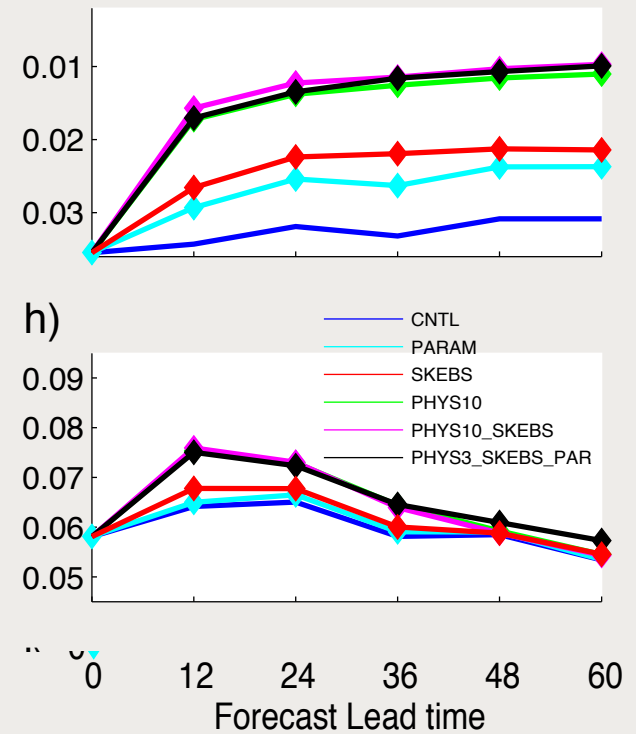 0.01
0.02
0.03
h)
CNTL
PARAM
SKEBS
PHYS10
PHYS10_SKEBS
PHYS3_SKEBS_PAR
0.09
0.08
0.07
0.06
0.05
0 12 24 36 48 60
Forecast Lead time